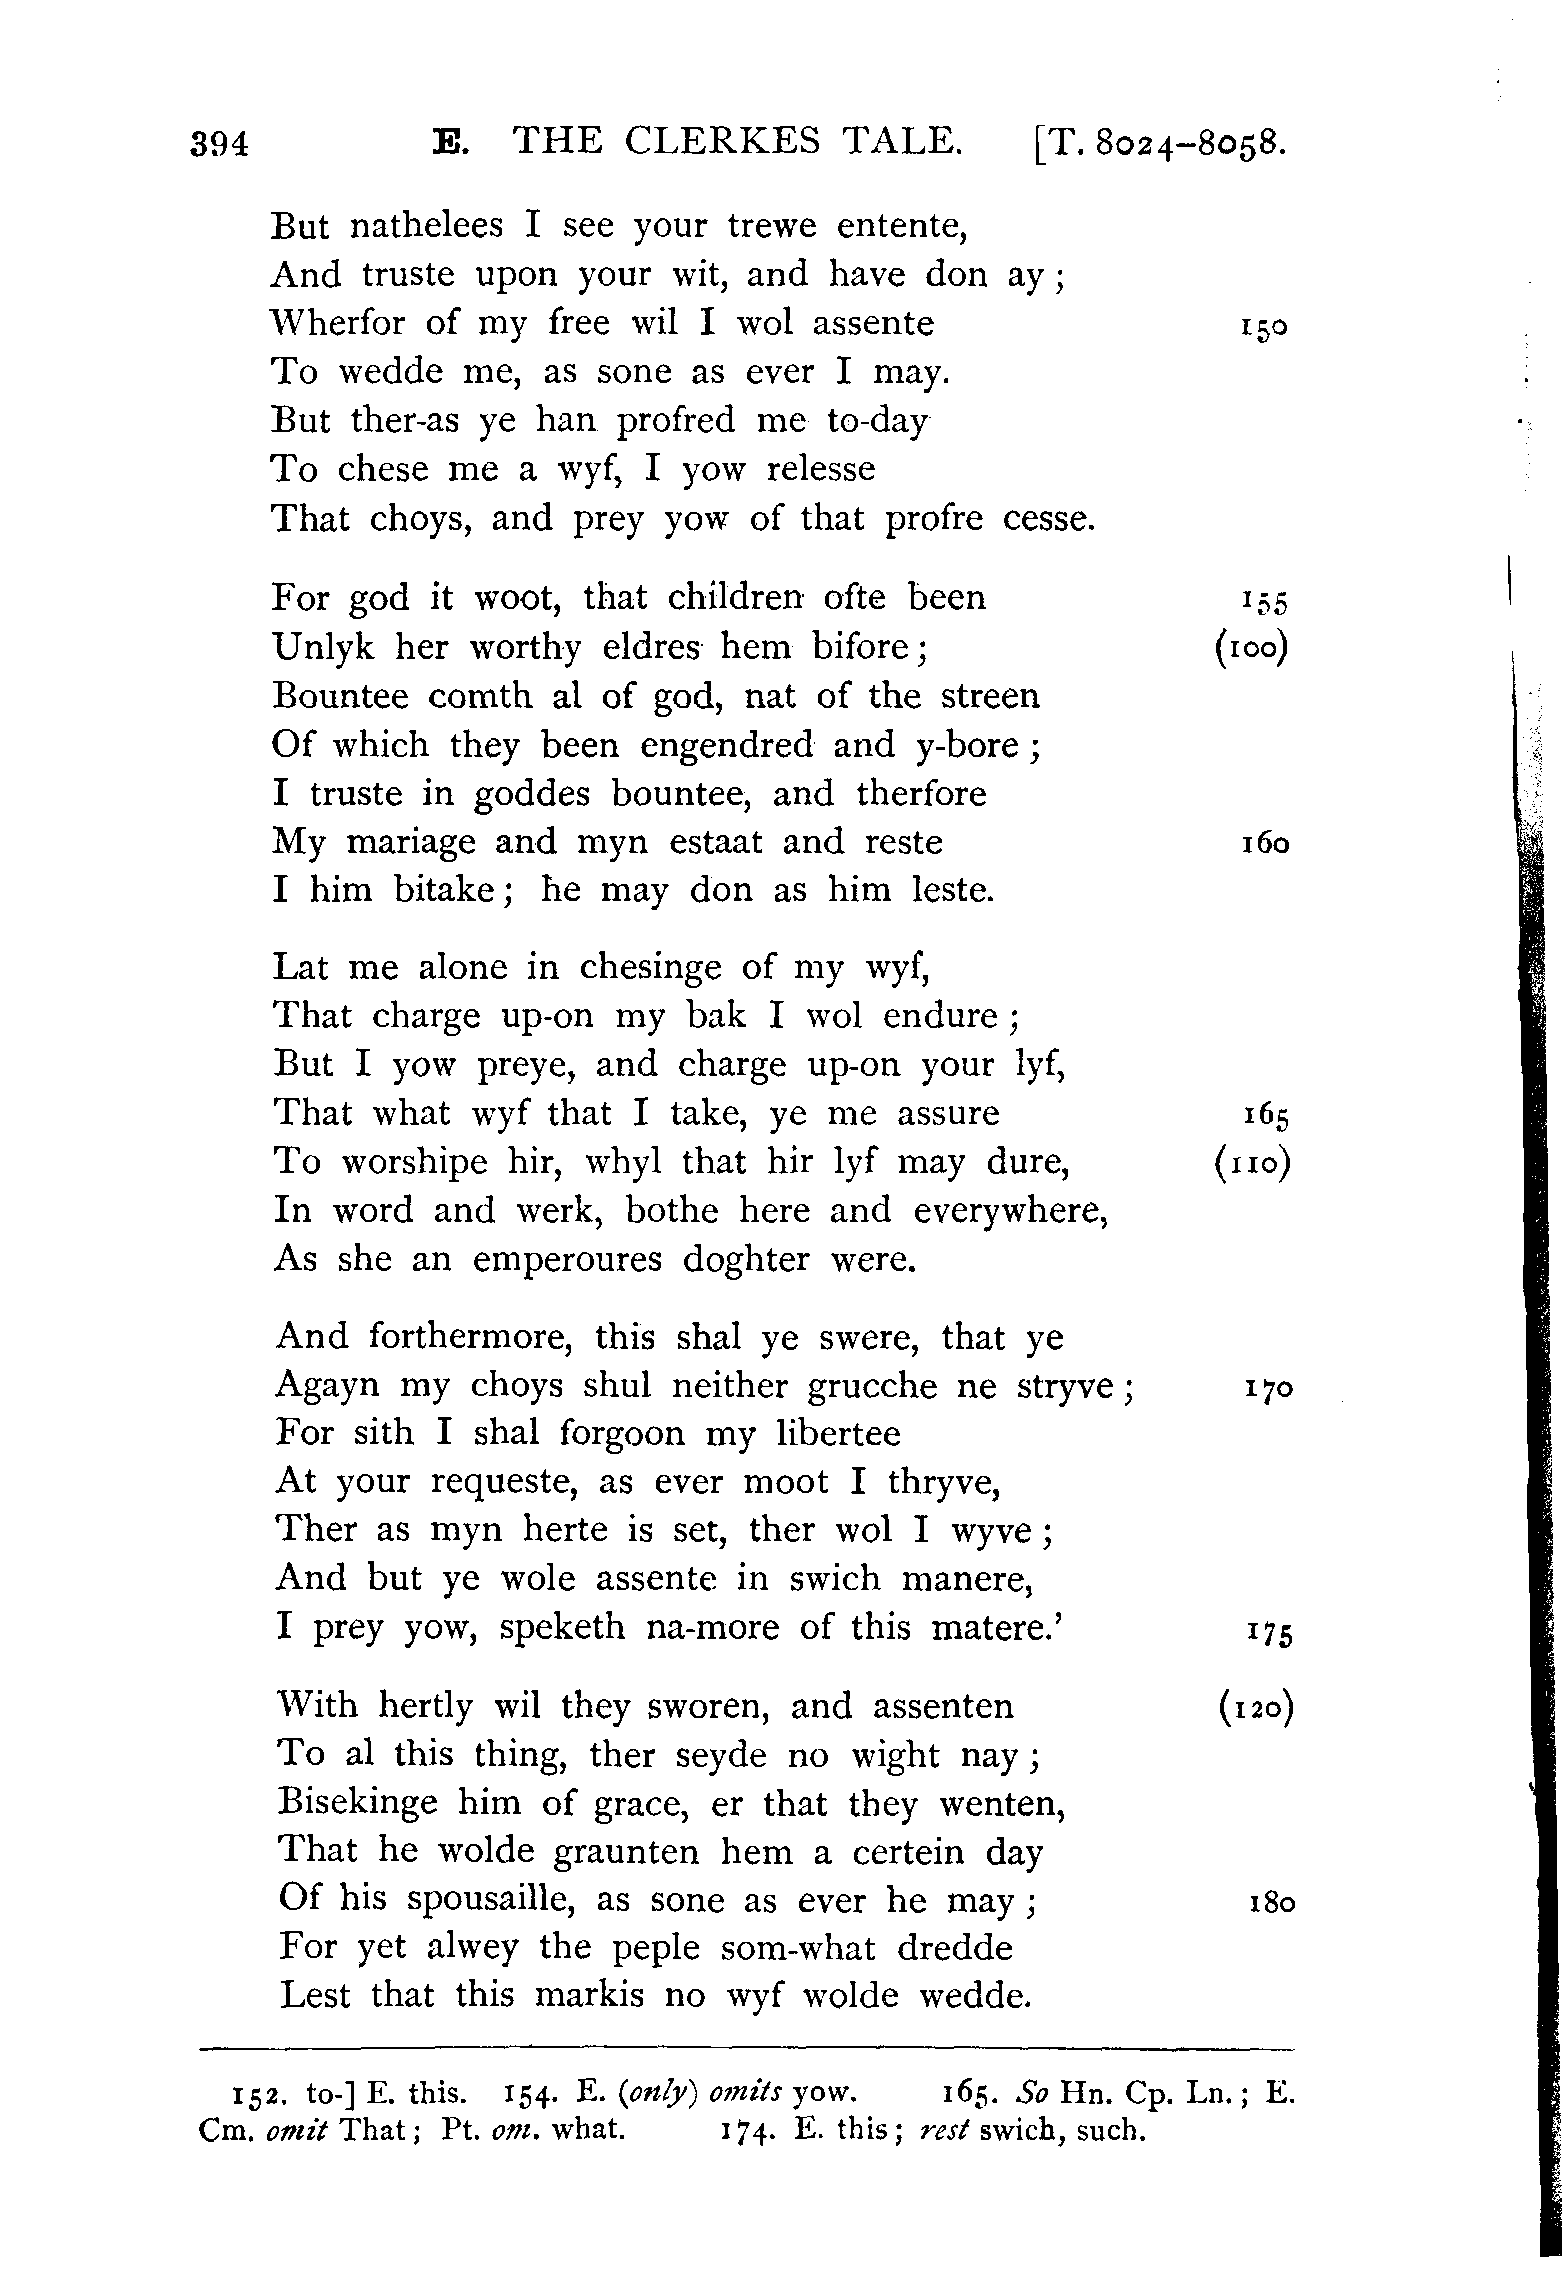 394 E. THE CLERKES TALE. [T. 8024–8058.
But nathelees I see your trewe entente,
And truste upon your wit, and have don ay ;
Wherfor of my free wil I wol assente 150
To wedde me, as sone as ever I may.
But ther-as ye han profred me to-day
To chese me a wyf, I yow relesse
That choys, and prey yow of that profre cesse.
For god it woot, that children ofte been 155
Unlyk her worthy eldres hem bifore ; (100)
Bountee comth al of god, nat of the streen
Of which they been engendred and y-bore ;
I truste in goddes bountee, and therfore
My mariage and myn estaat and reste 160
I him bitake ; he may don as him leste.
Lat me alone in chesinge of my wyf,
That charge up-on my bak I wol endure ;
But I yow preye, and charge up-on your lyf,
That what wyf that I take, ye me assure 165
To worshipe hir, whyl that hir lyf may dure, (110)
In word and werk, bothe here and everywhere,
As she an emperoures doghter were.
And forthermore, this shal ye swere, that ye
Agayn my choys shul neither grucche ne stryve ; 170
For sith I shal forgoon my libertee
At your requeste, as ever moot I thryve,
Ther as myn herte is set, ther wol I wyve ;
And but ye wole assente in swich manere,
I prey yow, speketh na-more of this matere.’ 175
With hertly wil they sworen, and assenten (120)
To al this thing, ther seyde no wight nay ;
Bisekinge him of grace, er that they wenten,
That he wolde graunten hem a certein day
Of his spousaille, as sone as ever he may ; 180
For yet alwey the peple som-what dredde
Lest that this markis no wyf wolde wedde.
152. to-] E. this. 154. E. (only) omits yow. 165. So Hn. Cp. Ln. ; E.
Cm. omit That ; Pt. om. what. 174. E. this ; rest swich, such.